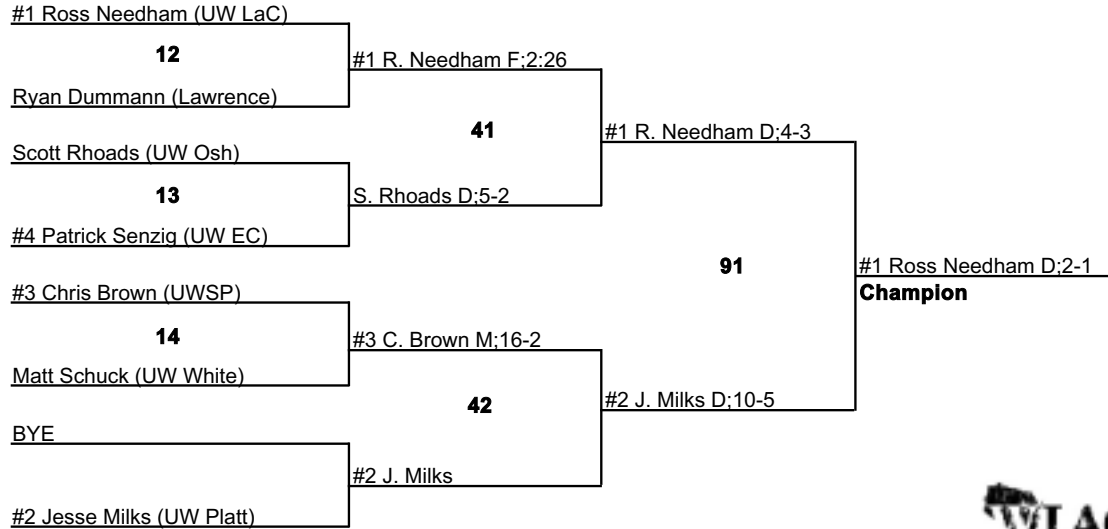 #1 Ross Needham (UW LaC)
12
#1 R. Needham F;2:26
Ryan Dummann (Lawrence)
41
#1 R. Needham D;4-3
Scott Rhoads (UW Osh)
13
S. Rhoads D;5-2
#4 Patrick Senzig (UW EC)
91
#1 Ross Needham D;2-1
Champion
#3 Chris Brown (UWSP)
14
#3 C. Brown M;16-2
Matt Schuck (UW White)
42
#2 J. Milks D;10-5
BYE
#2 J. Milks
#2 Jesse Milks (UW Platt)